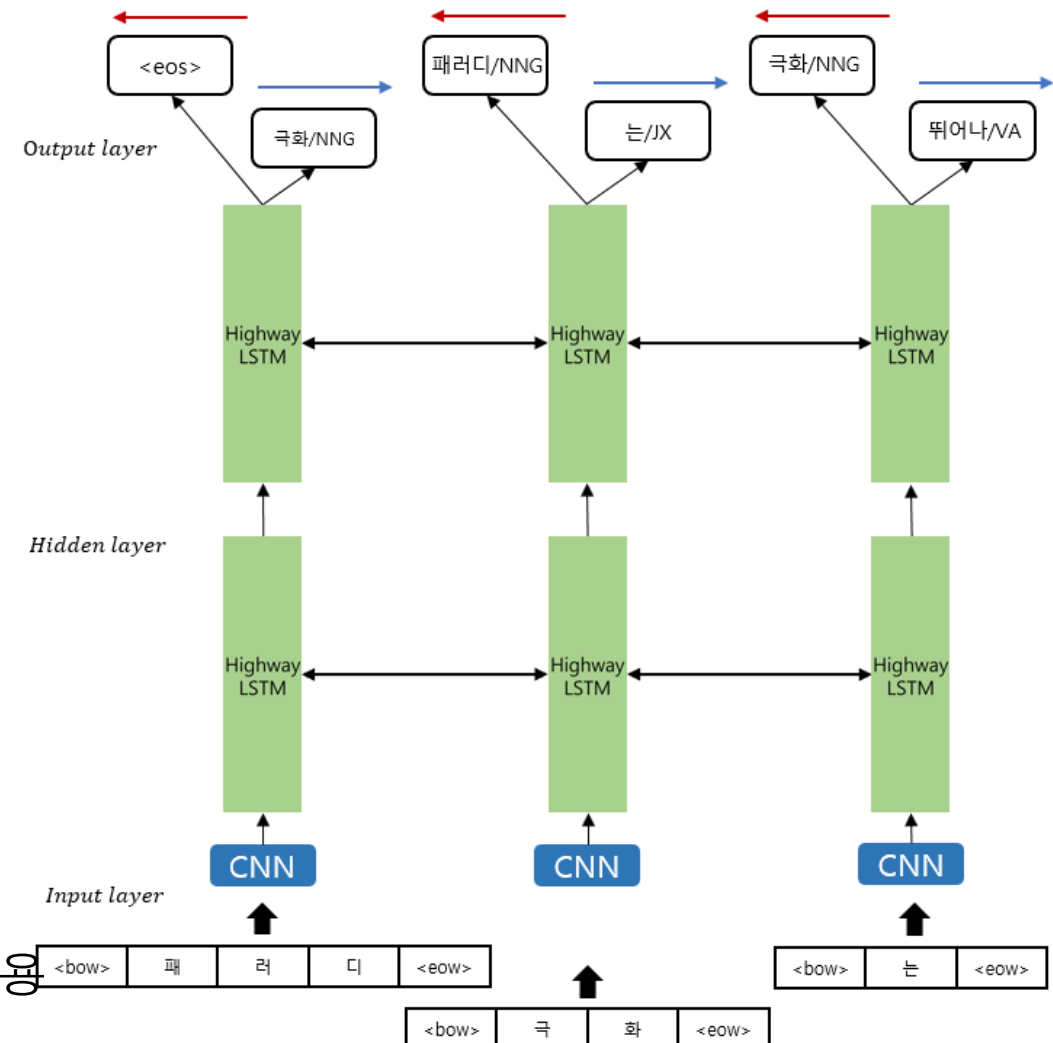 <eos>
패러디/NNG
극화/NNG
극화/NNG
는/JX
뛰어나/VA
Output layer
Highway
LSTM
Highway
LSTM
Highway
LSTM
Hidden layer
Highway
LSTM
Highway
LSTM
Highway
LSTM
CNN
CNN
CNN
Input layer
<bow> 패 러 디 <eow>
<bow> 는 <eow>
<bow> 극 화 <eow>